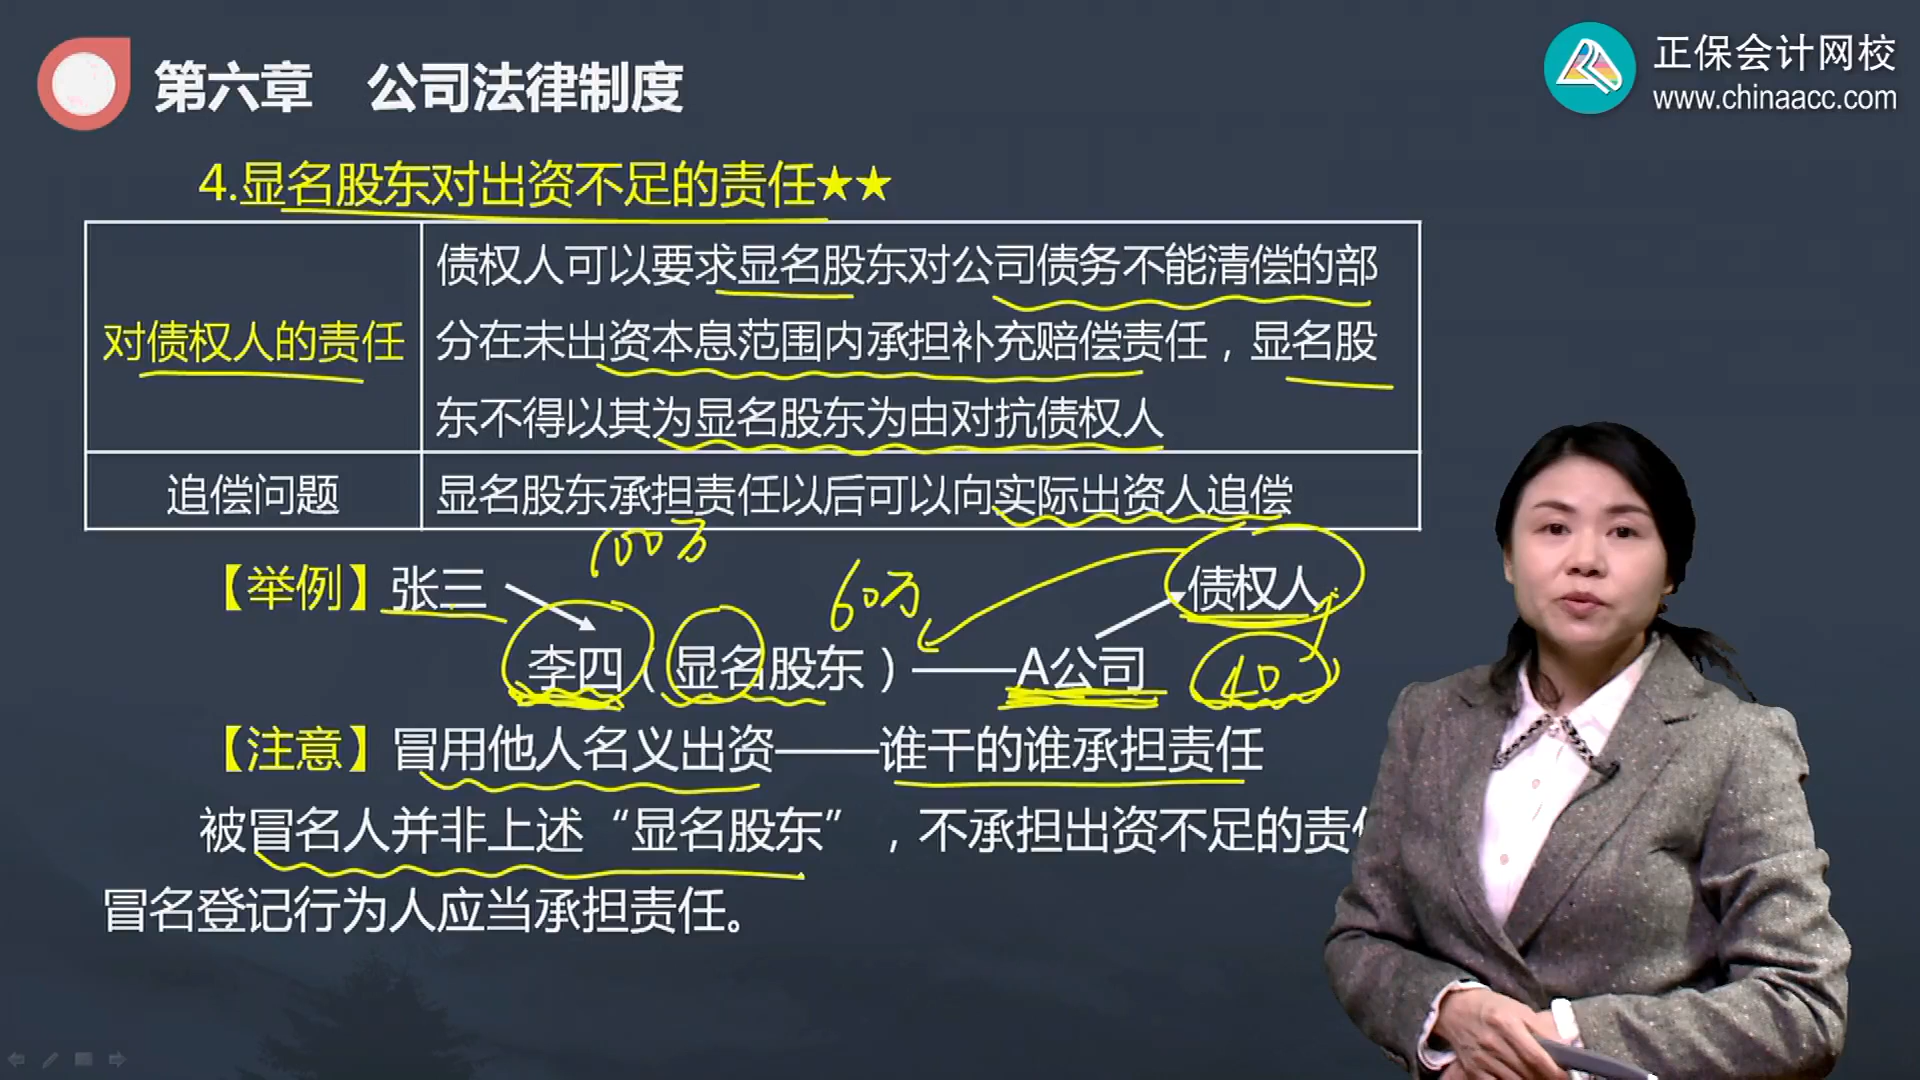 第六章 公司法律制度
正保会计网校
www.chinaacc.com
4.显名股东对出资不足的责任★★
对债权人的责任
债权人可以要求显名股东对公司债务不能清偿的部
分在未出资本息范围内承担补充赔偿责任，显名股
东不得以其为显名股东为由对抗债权人
追偿问题
显名股东承担责任以后可以向实际出资人追偿
100万
【举例】张三
60万
债权人
李四（显名股东）——A公司
40
【注意】冒用他人名义出资——谁干的谁承担责任
被冒名人并非上述“显名股东”，不承担出资不足的责
冒名登记行为人应当承担责任。